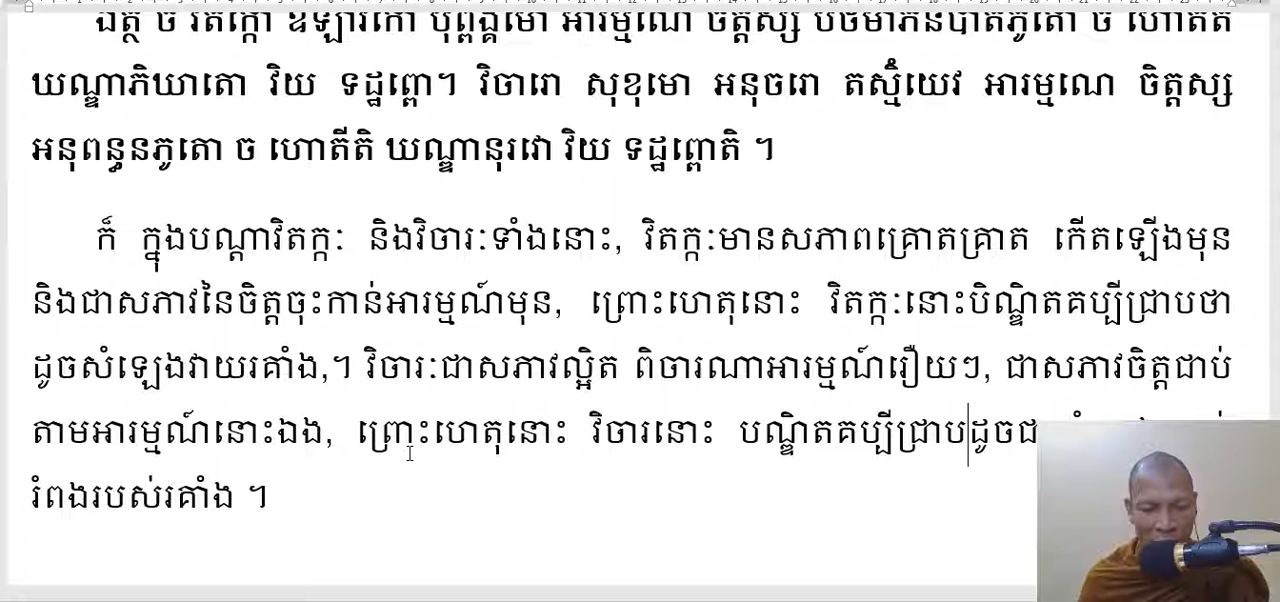 ឯត្ថ ច វិតក្កោ ឱឡារិកោ បុព្ពង្គមោ អារម្មណេ ចិត្តស្ស បឋមាភិនិបាតភូតោ ច ហោតីតិ
ឃណ្ឌាភិឃាតោ វិយ ទដ្ឋព្ពោ។ វិចារោ សុខុមោ អនុចរោ តស្មិំយេវ អារម្មណេ ចិត្តស្ស
អនុពន្ធនភូតោ ច ហោតីតិ ឃណ្ឌានុរវោ វិយ ទដ្ឋព្ពោតិ ។
ក៏ ក្នុងបណ្តាវិតក្កៈ និងវិចារៈទាំងនោះ, វិតក្កៈមានសភាពគ្រោតគ្រាត កើតឡើងមុន
និងជាសភាវនៃចិត្តចុះកាន់អារម្មណ៍មុន, ព្រោះហេតុនោះ វិតក្កៈនោះបិណ្ឌិតគប្បីជ្រាបថា
ដូចសំឡេងវាយរគាំង,។ វិចារៈជាសភាវល្អិត ពិចារណាអារម្មណ៍រឿយៗ, ជាសភាវចិត្តជាប់
តាមអារម្មណ៍នោះឯង, ព្រោះហេតុនោះ វិចារនោះ បណ្ឌិតគប្បីជ្រាបដូចជ
រំពងរបស់រគាំង ។